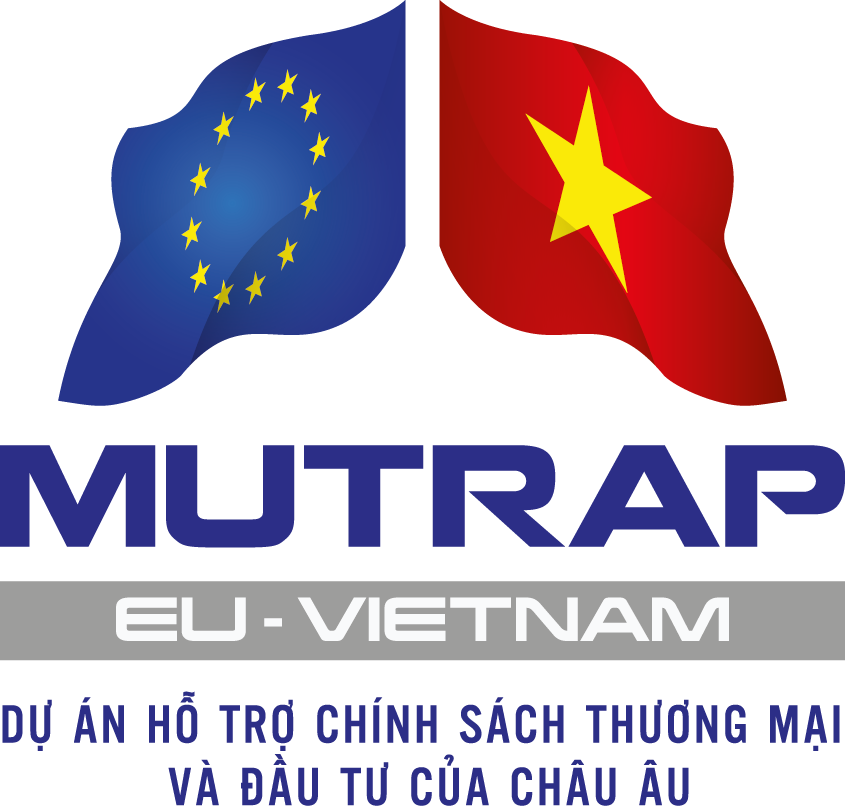 MUTRAP
EU - VIETNAM
DỰ ÁN HỖ TRỢ CHÍNH SÁCH THƯƠNG MẠI
VÀ ĐẦU TƯ CỦA CHÂU ÂU